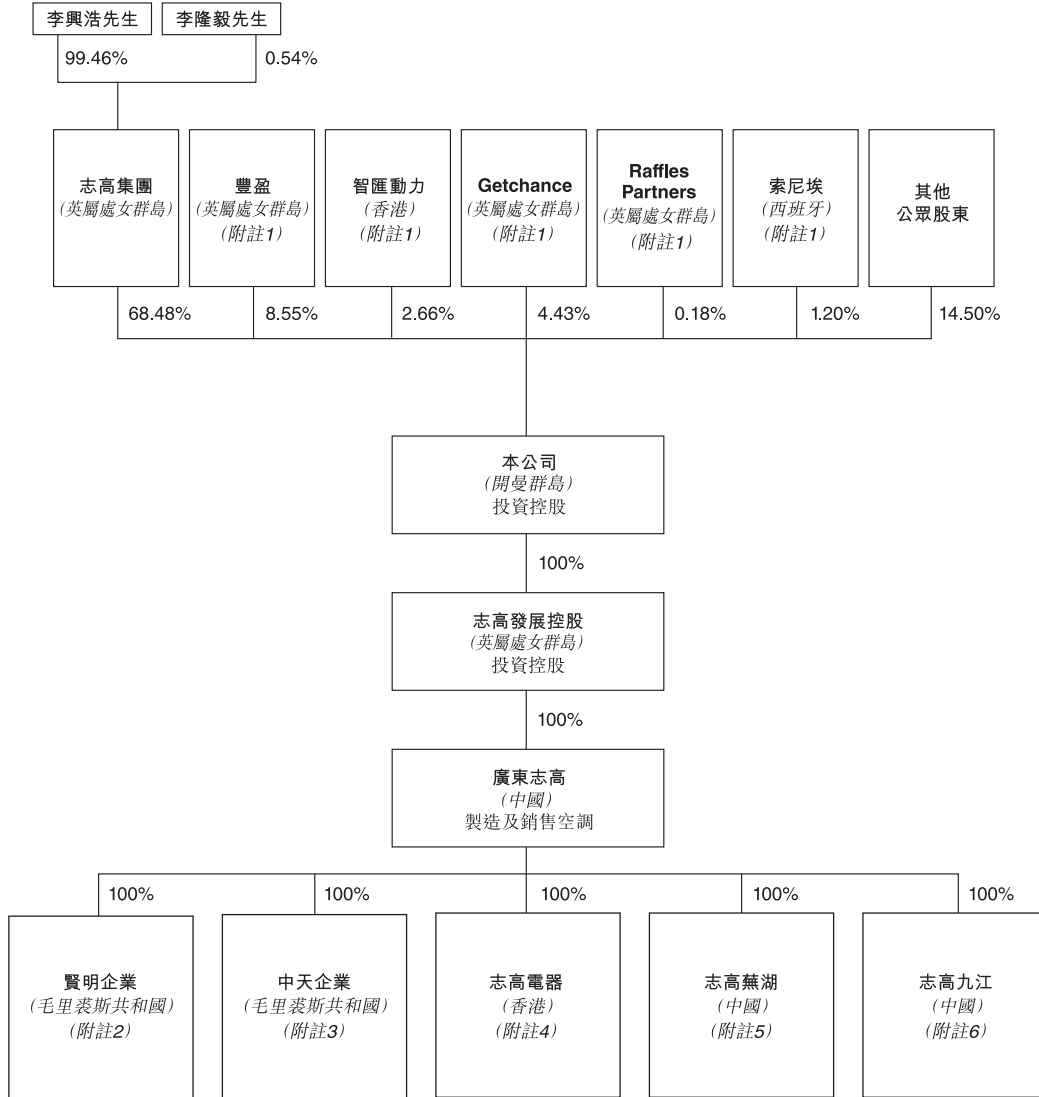 李興浩先生
李隆毅先生
99.46%
0.54%
志高集團
(英屬處女群島)
豐盈
(英屬處女群島)
(附註1)
智匯動力
(香港)
(附註1)
Getchance
(英屬處女群島)
(附註1)
Raffles
Partners
(英屬處女群島)
(附註1)
索尼埃
(西班牙)
(附註1)
其他
公眾股東
68.48%
8.55%
2.66%
4.43%
0.18%
1.20%
14.50%
本公司
(開曼群島)
投資控股
100%
志高發展控股
(英屬處女群島)
投資控股
100%
廣東志高
(中國)
製造及銷售空調
100%
100%
100%
100%
100%
賢明企業
(毛里裘斯共和國)
(附註2)
中天企業
(毛里裘斯共和國)
(附註3)
志高電器
(香港)
(附註4)
志高蕪湖
(中國)
(附註5)
志高九江
(中國)
(附註6)